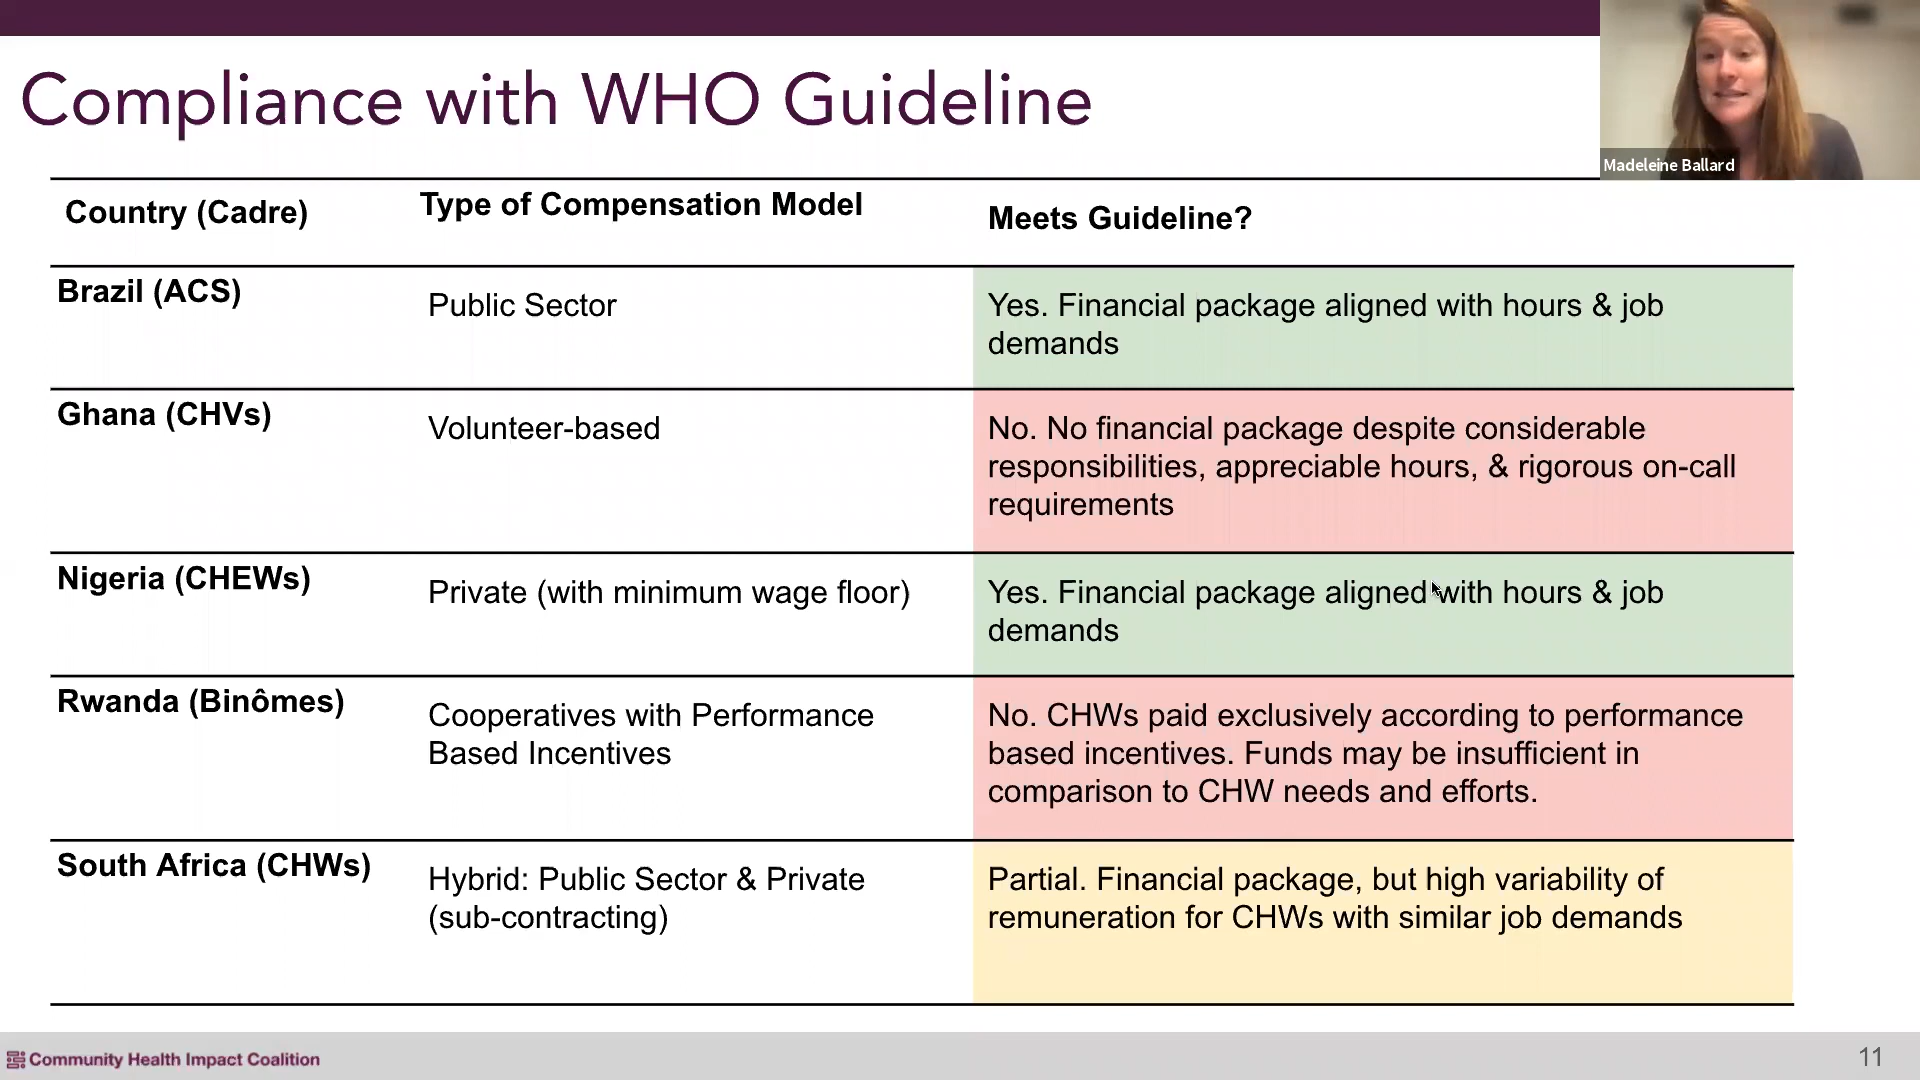 Compliance with WHO Guideline
Madeleine Ballard
Country (Cadre)
Type of Compensation Model
Meets Guideline?
Brazil (ACS)
Public Sector
Yes. Financial package aligned with hours & job
demands
Ghana (CHVs)
Volunteer-based
No. No financial package despite considerable
responsibilities, appreciable hours, & rigorous on-call
requirements
Nigeria (CHEWs)
Private (with minimum wage floor)
Yes. Financial package aligned with hours & job
demands
Rwanda (Binômes)
Cooperatives with Performance
Based Incentives
No. CHWs paid exclusively according to performance
based incentives. Funds may be insufficient in
comparison to CHW needs and efforts.
South Africa (CHWs)
Hybrid: Public Sector & Private
(sub-contracting)
Partial. Financial package, but high variability of
remuneration for CHWs with similar job demands
Community Health Impact Coalition
11